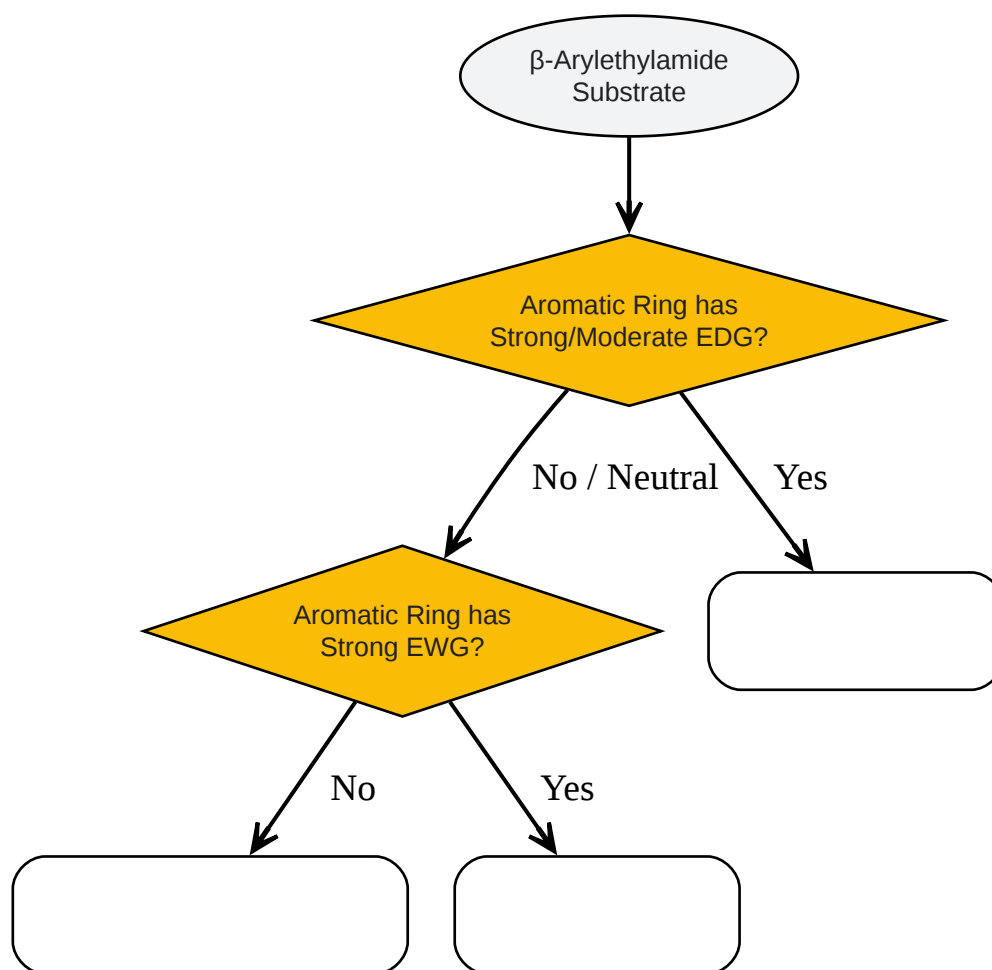 β-Arylethylamide
Substrate
Aromatic Ring has
Strong/Moderate EDG?
No / Neutral
Yes
Aromatic Ring has
Strong EWG?
No
Yes